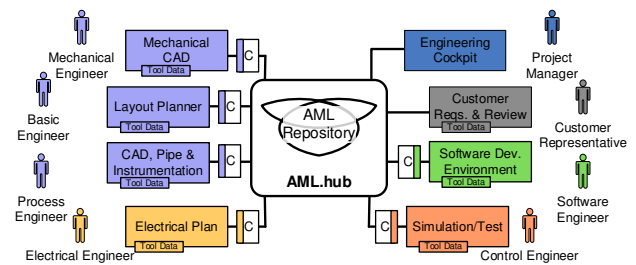 Mechanical
Engineer
Mechanical
CAD
Tool Data
C
Engineering
Cockpit
Project
Manager
Basic
Engineer
Layout Planner
Tool Data
C
AML
Repository
AML.hub
Customer
Reqs. & Review
Tool Data
Customer
Representative
Process
Engineer
CAD, Pipe &
Instrumentation
Tool Data
C
C
Software Dev.
Environment
Tool Data
Software
Engineer
Electrical Engineer
Electrical Plan
Tool Data
C
C
Simulation/Test
Tool Data
Control Engineer